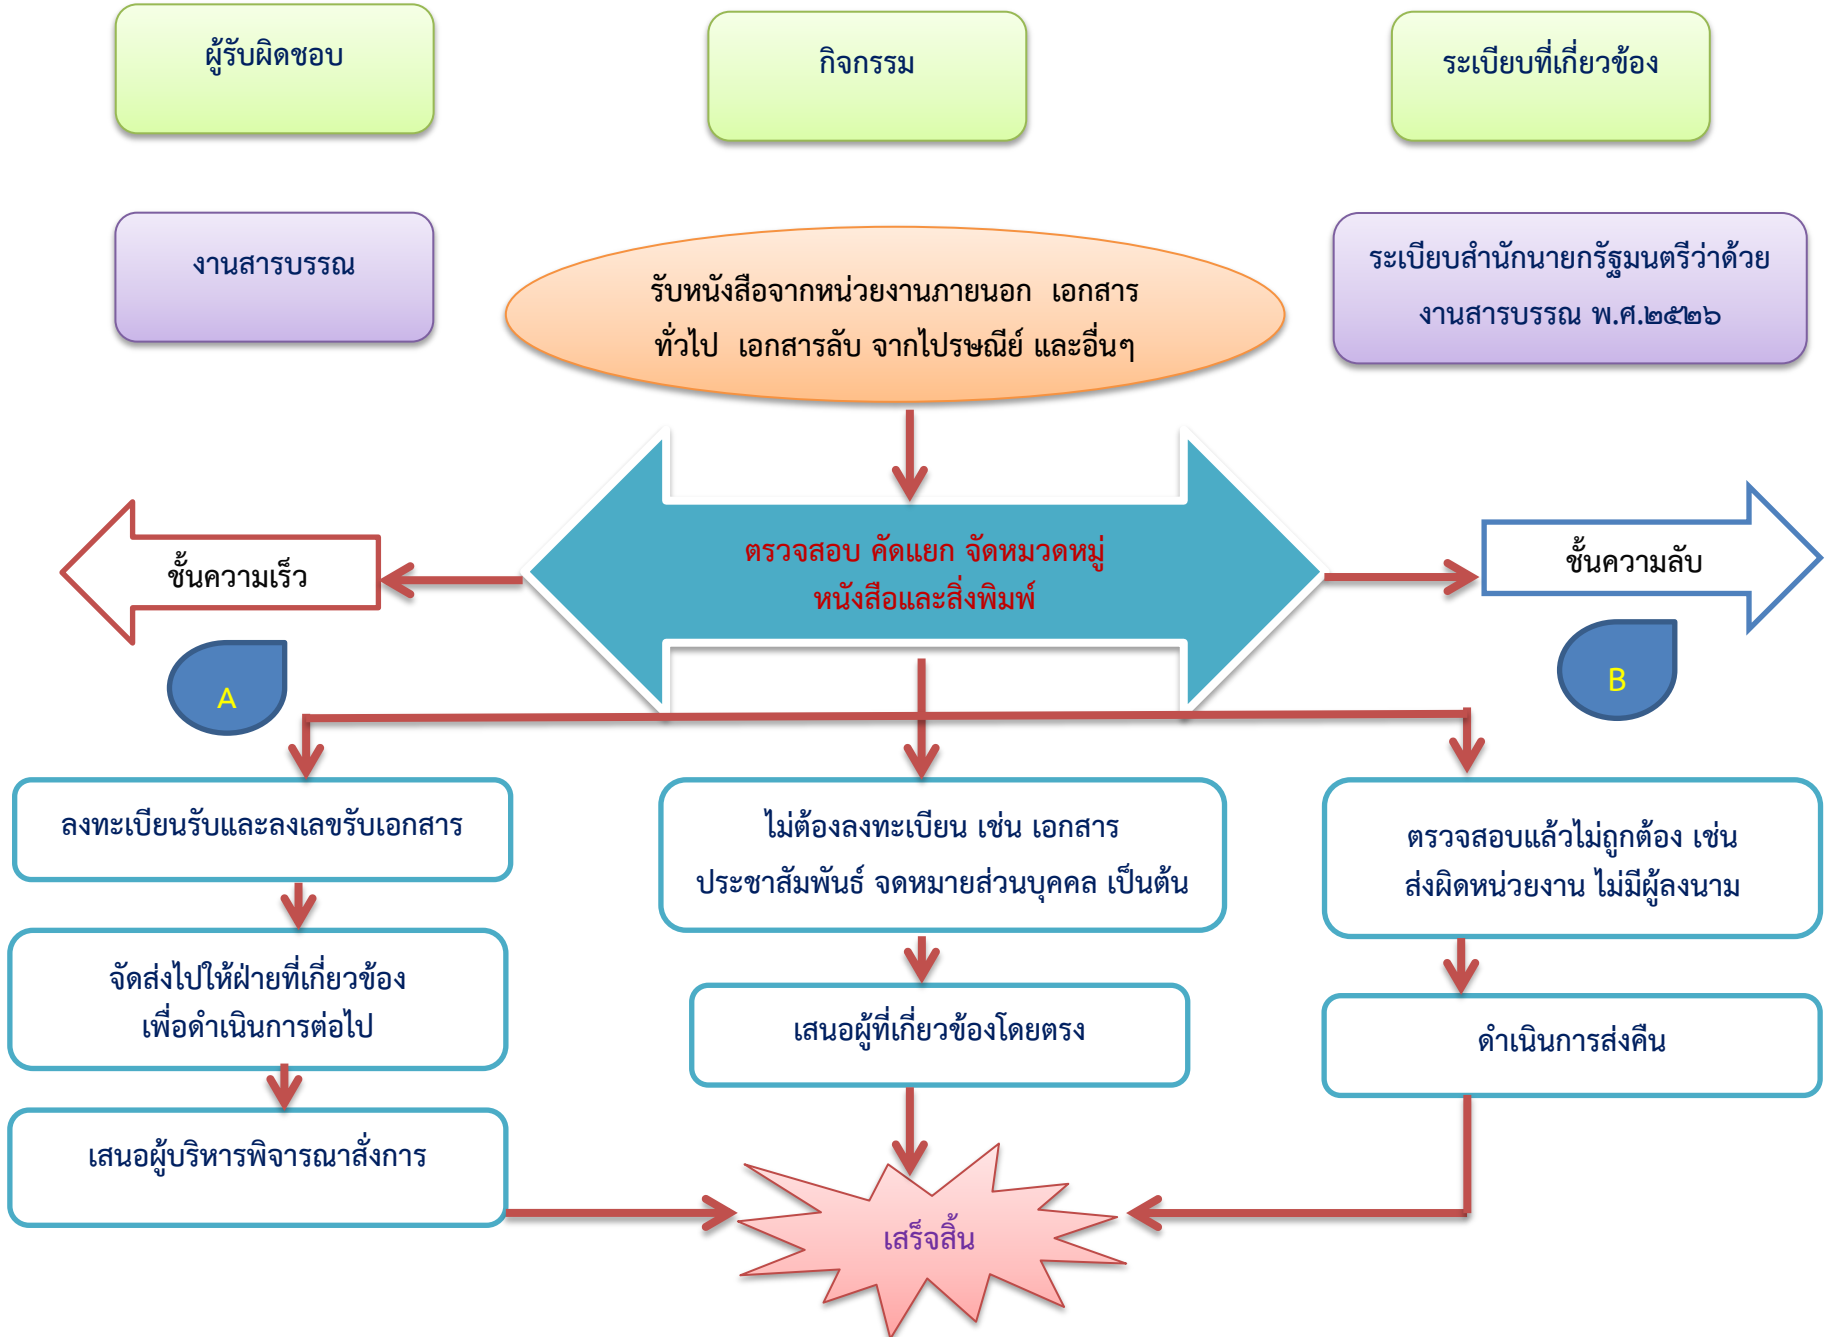 ผู้รับผิดชอบ
กิจกรรม
ระเบียบที่เกี่ยวข้อง
งานสารบรรณ
รับหนังสือจากหน่วยงานภายนอก เอกสาร
ทั่วไป เอกสารลับ จากไปรษณีย์ และอื่นๆ
ระเบียบสำนักนายกรัฐมนตรีว่าด้วย
งานสารบรรณ พ.ศ.๒๕๒๖
ชั้นความเร็ว
ตรวจสอบ คัดแยก จัดหมวดหมู่
หนังสือและสิ่งพิมพ์
ชั้นความลับ
A
B
ลงทะเบียนรับและลงเลขรับเอกสาร
ไม่ต้องลงทะเบียน เช่น เอกสาร
ประชาสัมพันธ์ จดหมายส่วนบุคคล เป็นต้น
ตรวจสอบแล้วไม่ถูกต้อง เช่น
ส่งผิดหน่วยงาน ไม่มีผู้ลงนาม
จัดส่งไปให้ฝ่ายที่เกี่ยวข้อง
เพื่อดำเนินการต่อไป
เสนอผู้ที่เกี่ยวข้องโดยตรง
ดำเนินการส่งคืน
เสนอผู้บริหารพิจารณาสั่งการ
เสร็จสิ้น